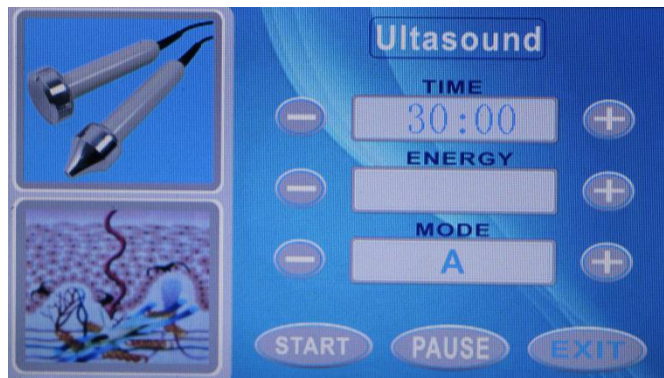 Ultasound
TIME
30:00
ENERGY
MODE
A
START PAUSE EXIT